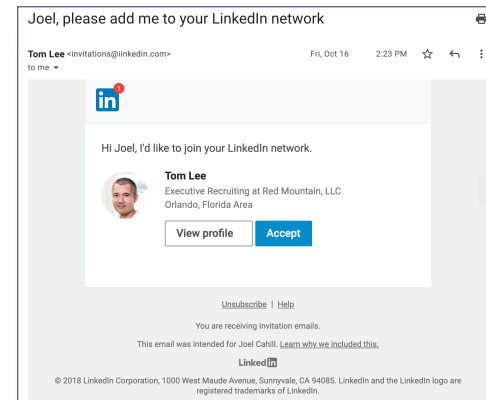 Joel, please add me to your LinkedIn network
Tom Lee <invitations@iinkedin.com>
Fri, Oct 16 2:23 PM
to me
in 1
Hi Joel, I'd like to join your LinkedIn network.
Tom Lee
Executive Recruiting at Red Mountain, LLC
Orlando, Florida Area
View profile Accept
Unsubscribe | Help
You are receiving Invitation emails.
This email was intended for Joel Cahill. Learn why we included this.
Linked in
© 2018 LinkedIn Corporation, 1000 West Maude Avenue, Sunnyvale, CA 94085. LinkedIn and the LinkedIn logo are
registered trademarks of LinkedIn.